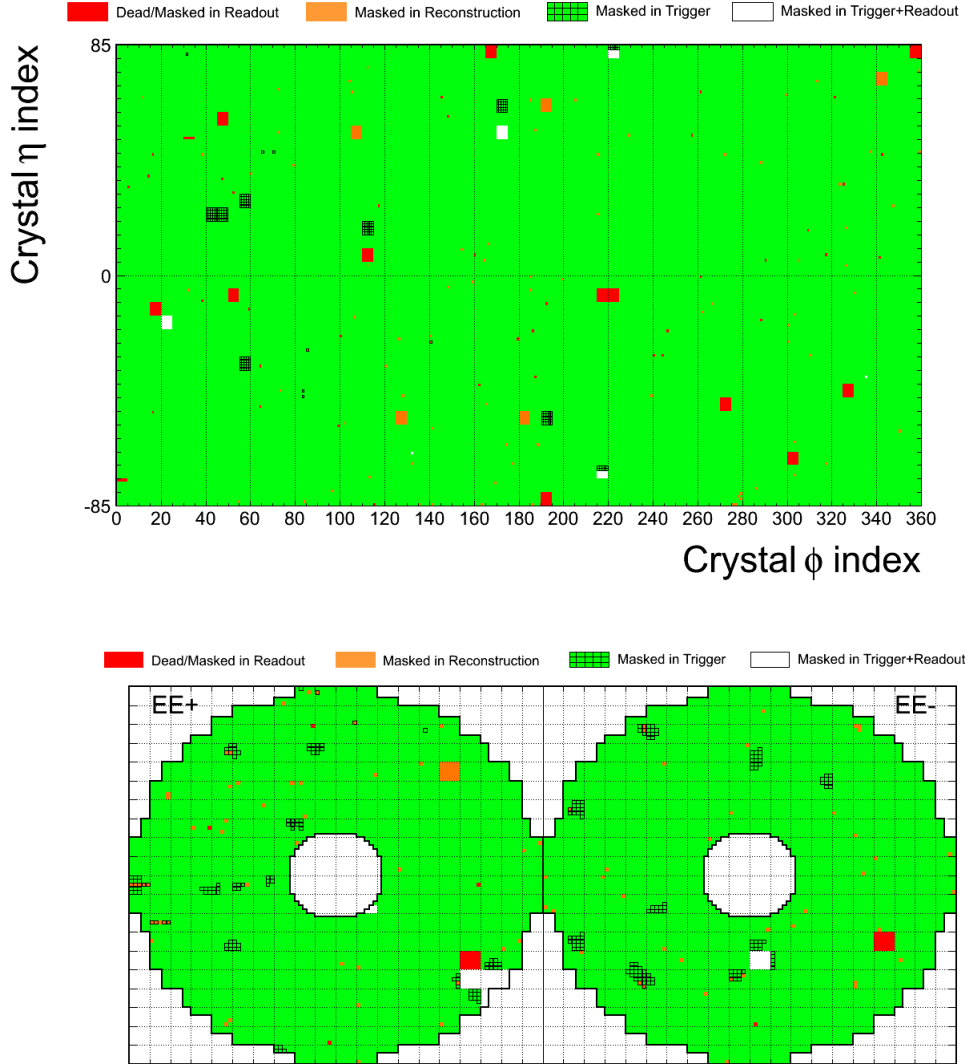 Dead/Masked in Readout Masked in Reconstruction Masked in Trigger Masked in Trigger+Readout
85
0
-85
Crystal η index
0 20 40 60 80 100 120 140 160 180 200 220 240 260 280 300 320 340 360
Crystal ϕ index
Dead/Masked in Readout Masked in Reconstruction Masked in Trigger Masked in Trigger+Readout
EE+ EE-